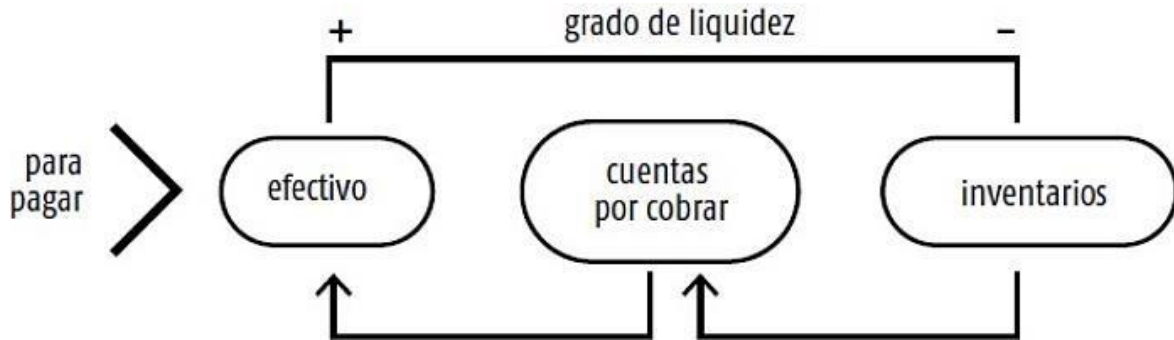 + grado de liquidez -
para
pagar
efectivo
cuentas
por cobrar
inventarios